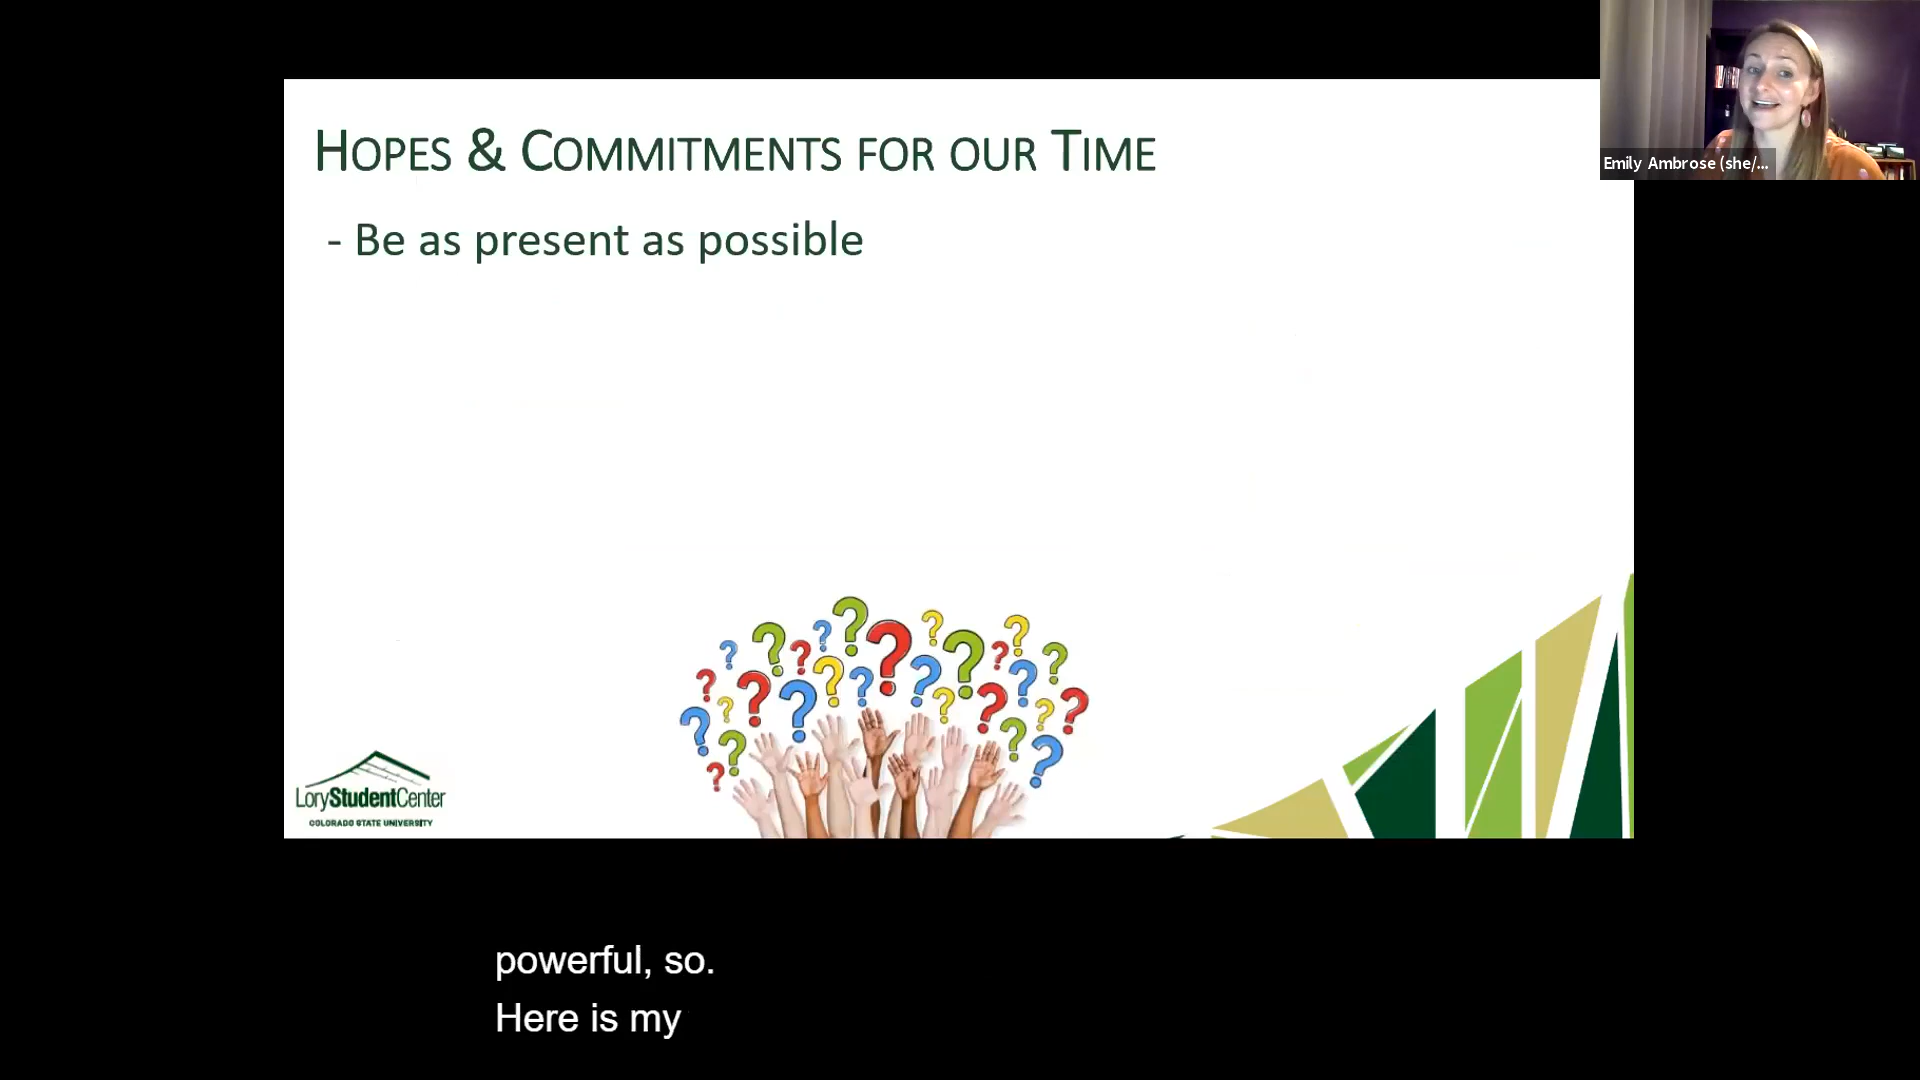 Hopes & Commitments for our Time
Emily Ambrose (she/...
- Be as present as possible
LoryStudentCenter
COLORADO STATE UNIVERSITY
powerful, so.
Here is my